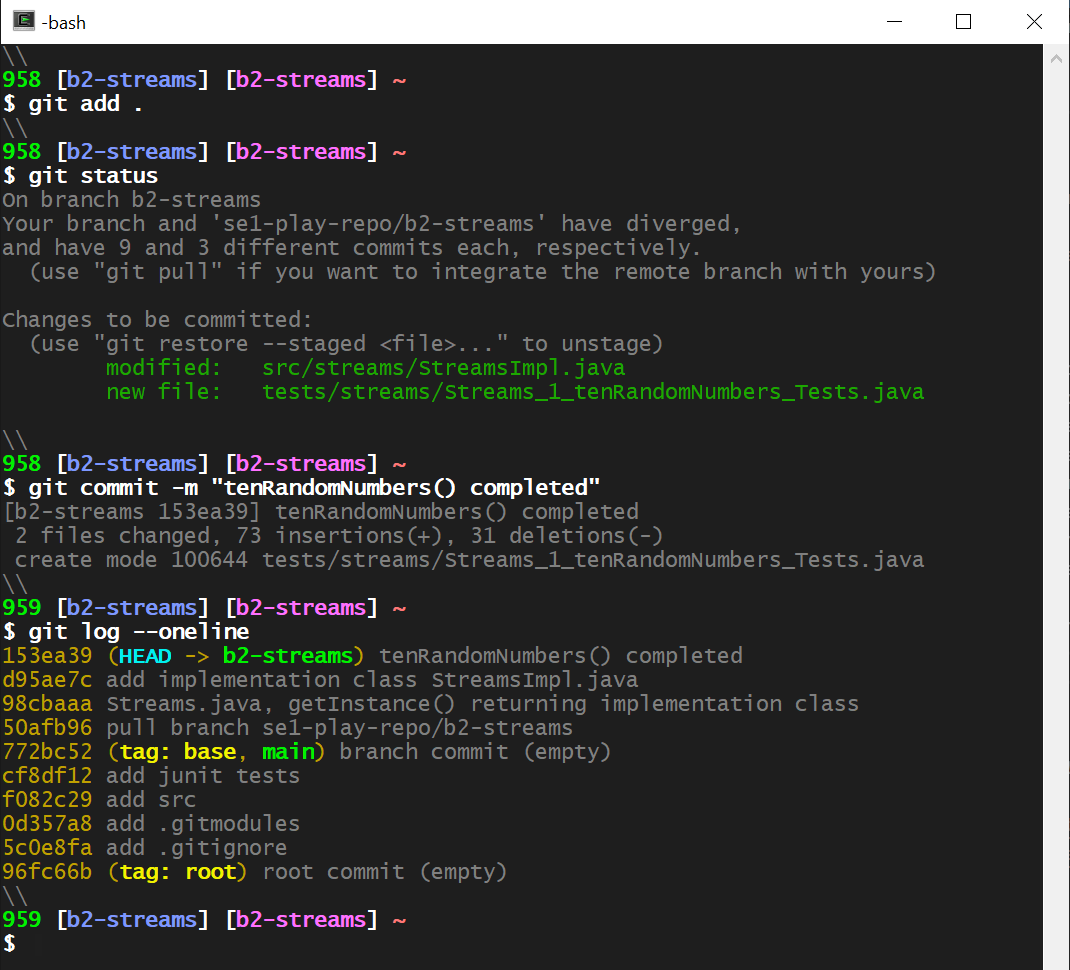 -bash
\\
958 [b2-streams] [b2-streams] ~
$ git add .
\\
958 [b2-streams] [b2-streams] ~
$ git status
On branch b2-streams
Your branch and 'se1-play-repo/b2-streams' have diverged,
and have 9 and 3 different commits each, respectively.
  (use "git pull" if you want to integrate the remote branch with yours)

Changes to be committed:
  (use "git restore --staged <file>..." to unstage)
        modified:   src/streams/StreamsImpl.java
        new file:   tests/streams/Streams_1_tenRandomNumbers_Tests.java

\\
958 [b2-streams] [b2-streams] ~
$ git commit -m "tenRandomNumbers() completed"
[b2-streams 153ea39] tenRandomNumbers() completed
 2 files changed, 73 insertions(+), 31 deletions(-)
 create mode 100644 tests/streams/Streams_1_tenRandomNumbers_Tests.java
\\
959 [b2-streams] [b2-streams] ~
$ git log --oneline
153ea39 (HEAD -> b2-streams) tenRandomNumbers() completed
d95ae7c add implementation class StreamsImpl.java
98cbaaa Streams.java, getInstance() returning implementation class
50afb96 pull branch se1-play-repo/b2-streams
772bc52 (tag: base, main) branch commit (empty)
cf8df12 add junit tests
f082c29 add src
0d357a8 add .gitmodules
5c0e8fa add .gitignore
96fc66b (tag: root) root commit (empty)
\\
959 [b2-streams] [b2-streams] ~
$